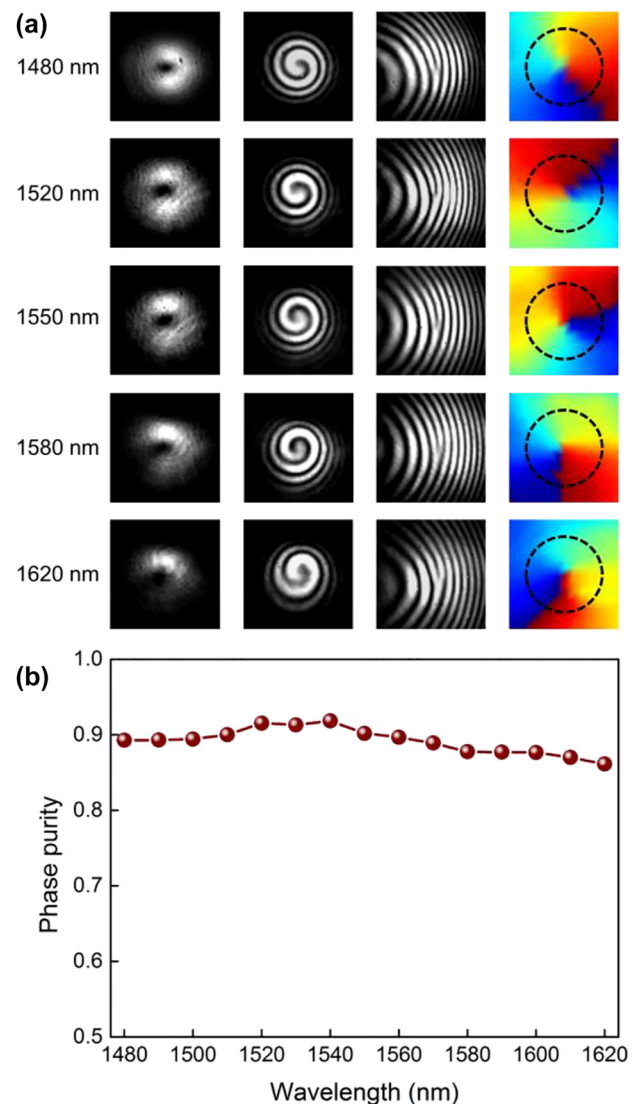 (a)
1480 nm
1520 nm
1550 nm
1580 nm
1620 nm
(b)
1.0
0.9
0.8
0.7
0.6
0.5
Phase purity
1480 1500 1520 1540 1560 1580 1600 1620
Wavelength (nm)